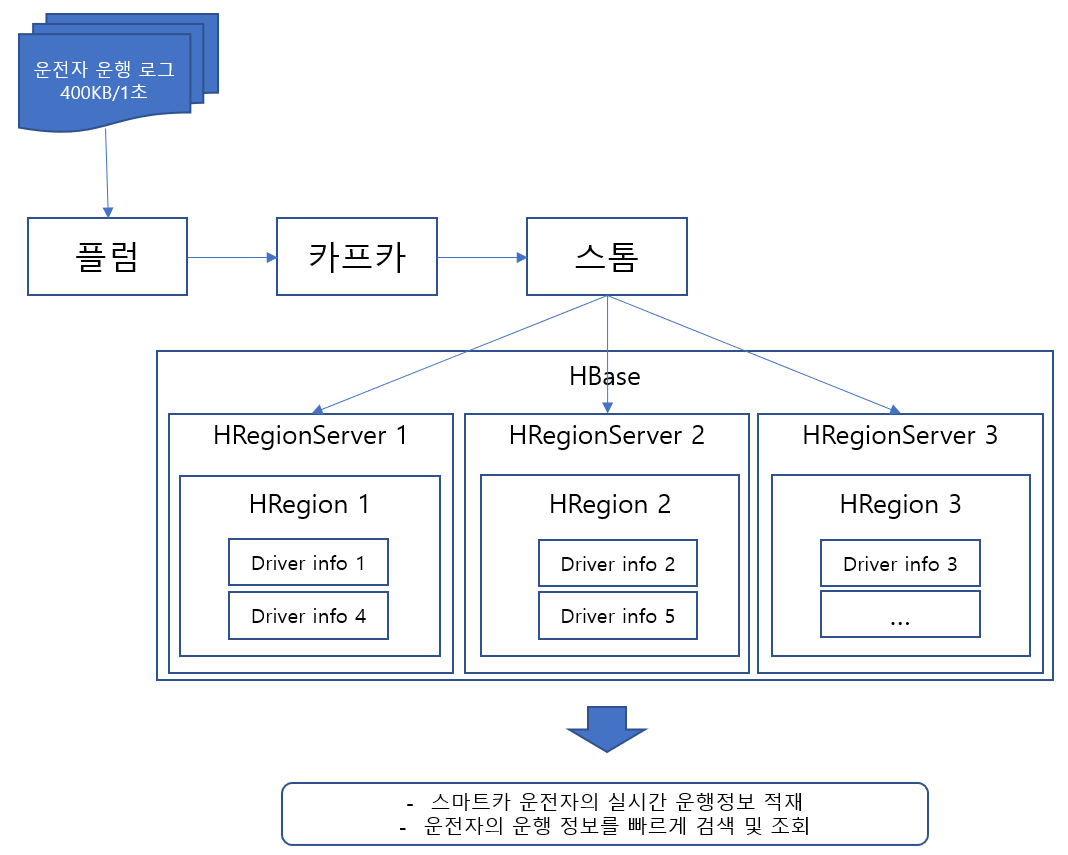 운전자 운행 로그
400KB/1초
플럼
카프카
스톰
HBase
HRegionServer 1
HRegion 1
Driver info 1
Driver info 4
HRegionServer 2
HRegion 2
Driver info 2
Driver info 5
HRegionServer 3
HRegion 3
Driver info 3
...
- 스마트카 운전자의 실시간 운행정보 적재
- 운전자의 운행 정보를 빠르게 검색 및 조회